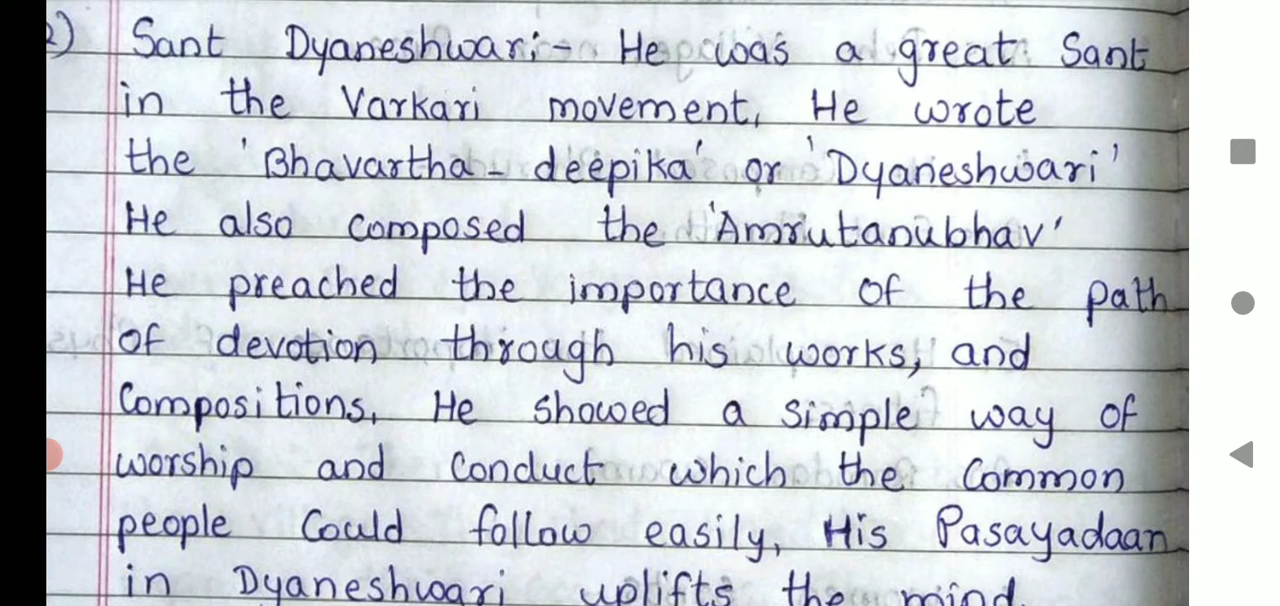 2) Sant Dyaneshwari- He was a great Sant
in the Varkari movement, He wrote
the 'Bhavartha - deepika' or 'Dyaneshwari'
He also composed the 'Amrutanubhav'
He preached the importance of the path
of devotion through his works, and
Compositions, He showed a simple way of
worship and conduct which the common
people could follow easily, His Pasayadaan
in Dyaneshwari uplifts the mind.